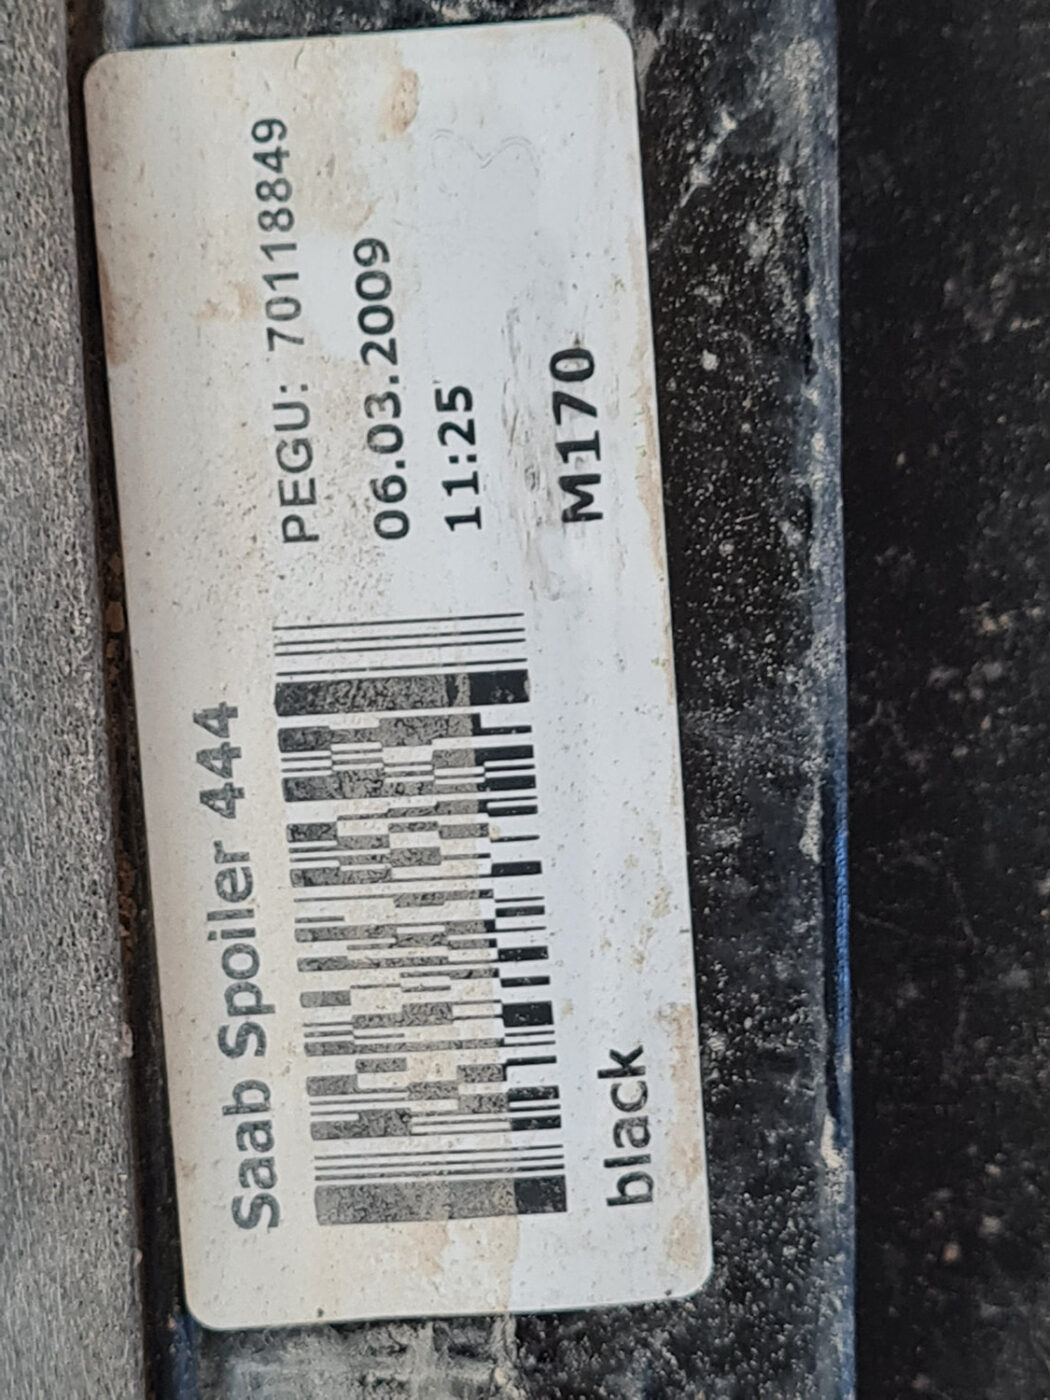 Saab Spoiler 444
PEGU: 70118849
06.03.2009
11:25
black
M170